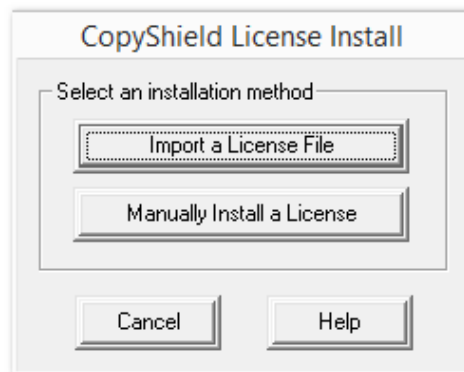 CopyShield License Install
Select an installation method
Import a License File
Manually Install a License
Cancel
Help